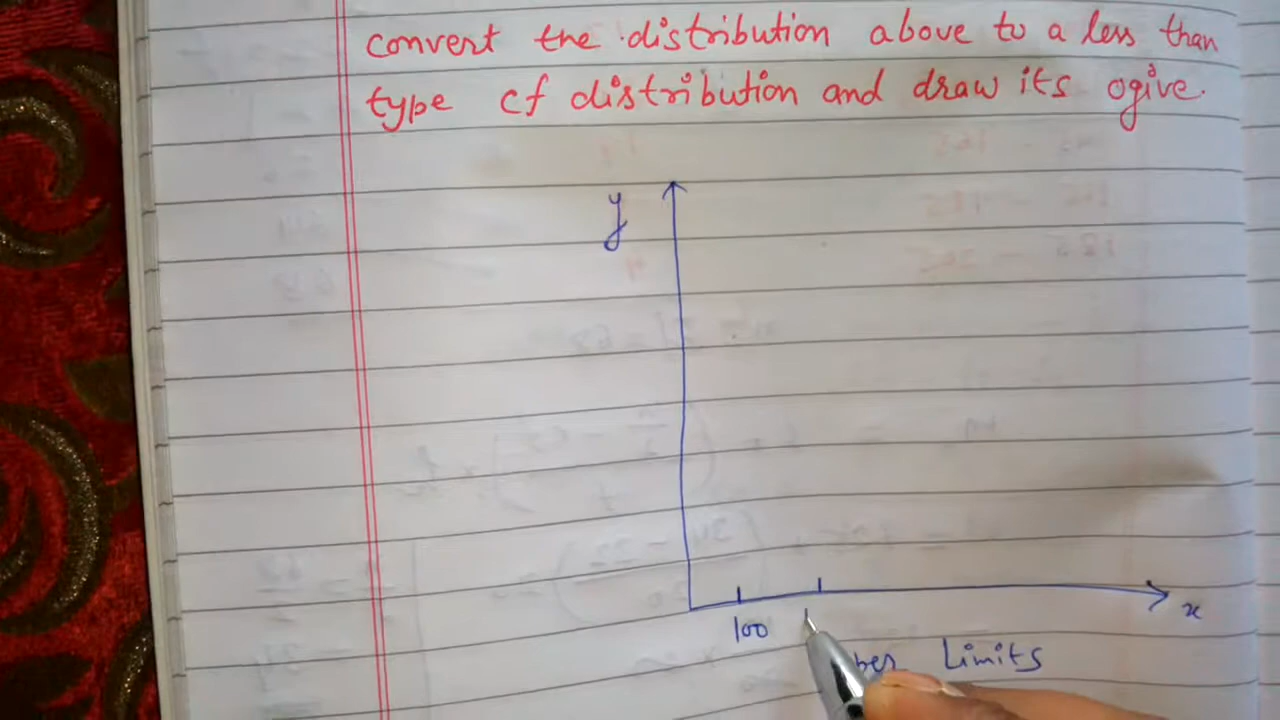 convert the distribution above to a less than
type cf distribution and draw its ogive.
y
x
100
Limits